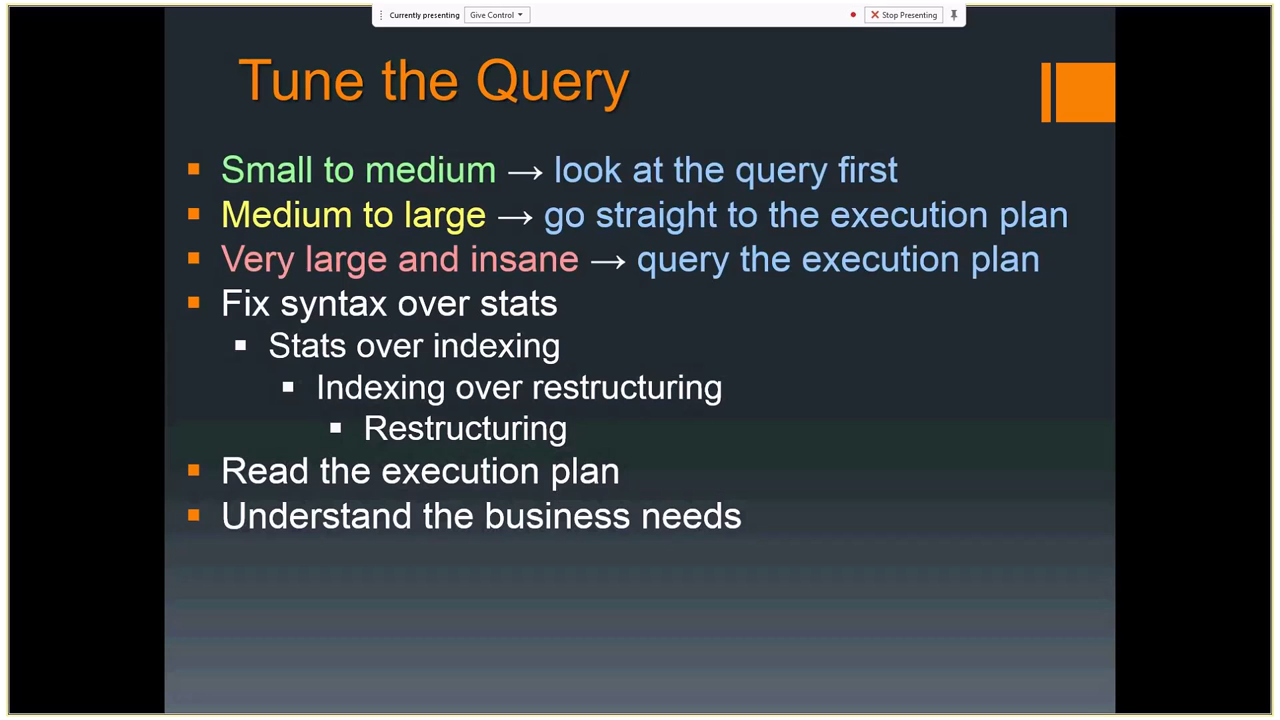 Currently presenting Give Control Stop Presenting
Tune the Query
Small to medium → look at the query first
Medium to large → go straight to the execution plan
Very large and insane → query the execution plan
Fix syntax over stats
Stats over indexing
Indexing over restructuring
Restructuring
Read the execution plan
Understand the business needs